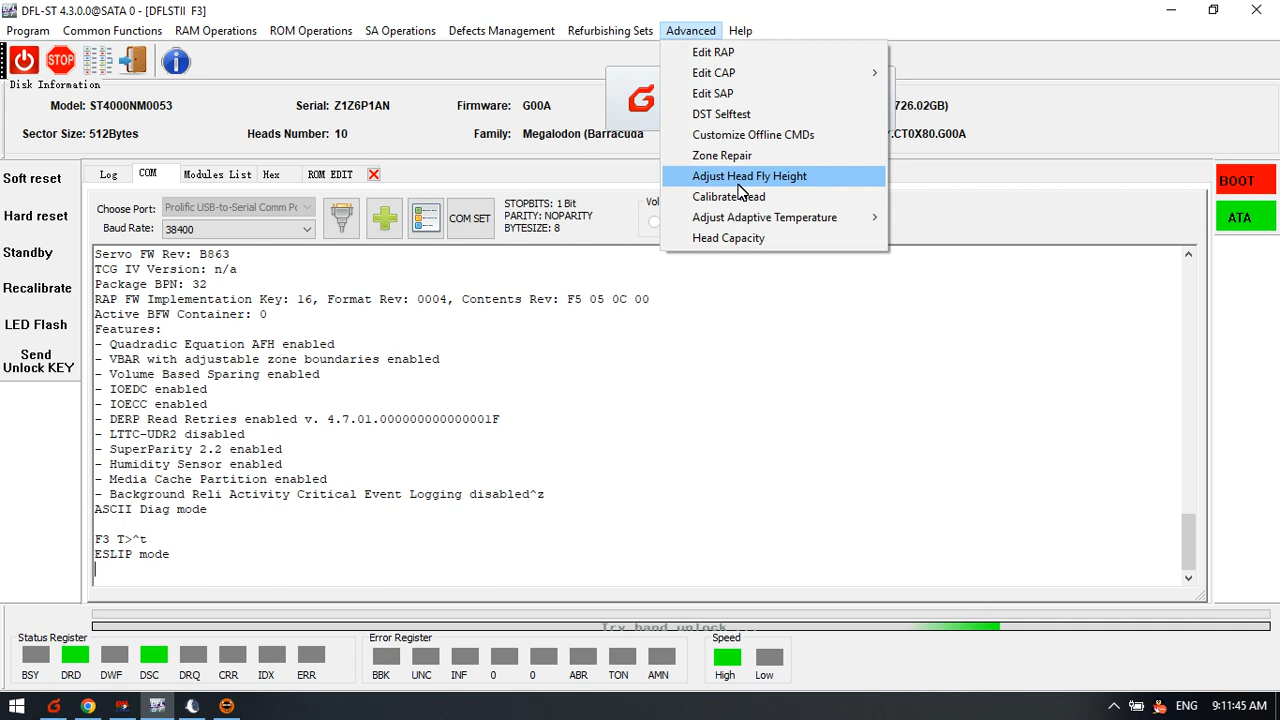 DFL-ST 4.3.0.0@SATA 0 - [DFLSTII F3]
Program Common Functions RAM Operations ROM Operations SA Operations Defects Management Refurbishing Sets Advanced Help
STOP
Disk Information
Model: ST4000NM0053 Serial: Z1Z6P1AN Firmware: G00A 726.02GB)
Sector Size: 512Bytes Heads Number: 10 Family: Megalodon (Barracuda .CT0X80.G00A
Edit RAP
Edit CAP
Edit SAP
DST Selftest
Customize Offline CMDs
Zone Repair
Adjust Head Fly Height
Calibrate
Adjust Adaptive Temperature
Head Capacity
Soft reset
Hard reset
Standby
Recalibrate
LED Flash
Send
Unlock KEY
Log COM Modules List Hex ROM EDIT
Choose Port: Prolific USB-to-Serial Comm
Baud Rate: 38400
COM SET
STOPBITS: 1 Bit
PARITY: NOPARITY
BYTESIZE: 8
BOOT
ATA
Servo FW Rev: B863
TCG IV Version: n/a
Package BPN: 32
RAP FW Implementation Key: 16, Format Rev: 0004, Contents Rev: F5 05 0C 00
Active BFW Container: 0
Features:
- Quadradic Equation AFH enabled
- VBAR with adjustable zone boundaries enabled
- Volume Based Sparing enabled
- IOEDC enabled
- IOECC enabled
- DERP Read Retries enabled v. 4.7.01.000000000000001F
- LTTC-UDR2 disabled
- SuperParity 2.2 enabled
- Humidity Sensor enabled
- Media Cache Partition enabled
- Background Reli Activity Critical Event Logging disabled^z
ASCII Diag mode
F3 T>^t
ESLIP mode
Try hand unlock...
Status Register
BSY DRD DWF DSC DRQ CRR IDX ERR
Error Register
BBK UNC INF 0 0 ABR TON AMN
Speed
High Low
ENG 9:11:45 AM